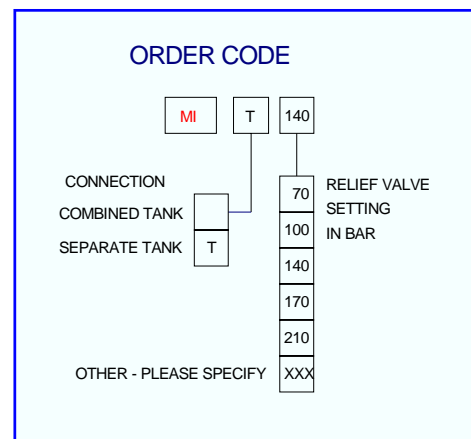 ORDER CODE
MI T 140
CONNECTION
COMBINED TANK
SEPARATE TANK T
70 RELIEF VALVE
100 SETTING
140 IN BAR
170
210
OTHER - PLEASE SPECIFY XXX